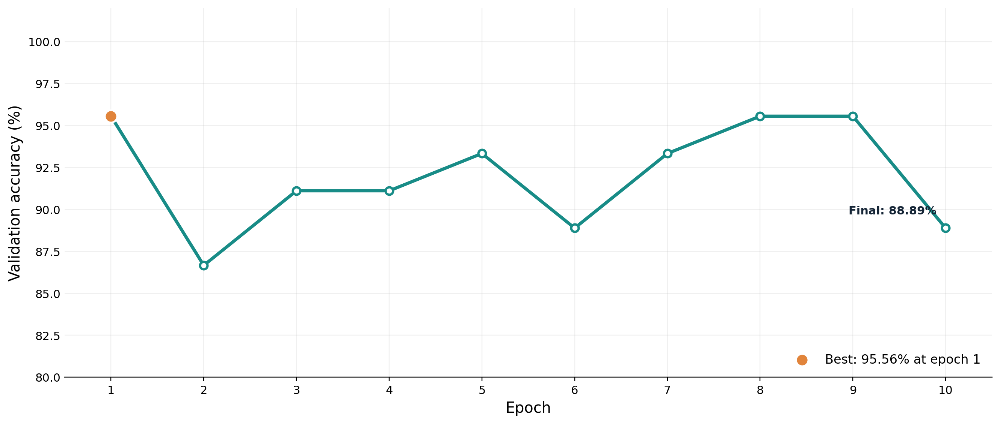 Validation accuracy (%)
100.0
97.5
95.0
92.5
90.0
87.5
85.0
82.5
80.0
Final: 88.89%
Best: 95.56% at epoch 1
1 2 3 4 5 6 7 8 9 10
Epoch